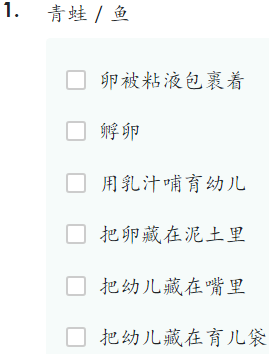 1. 青蛙 / 鱼
卵被粘液包裹着
孵卵
用乳汁哺育幼儿
把卵藏在泥土里
把幼儿藏在嘴里
把幼儿藏在育儿袋